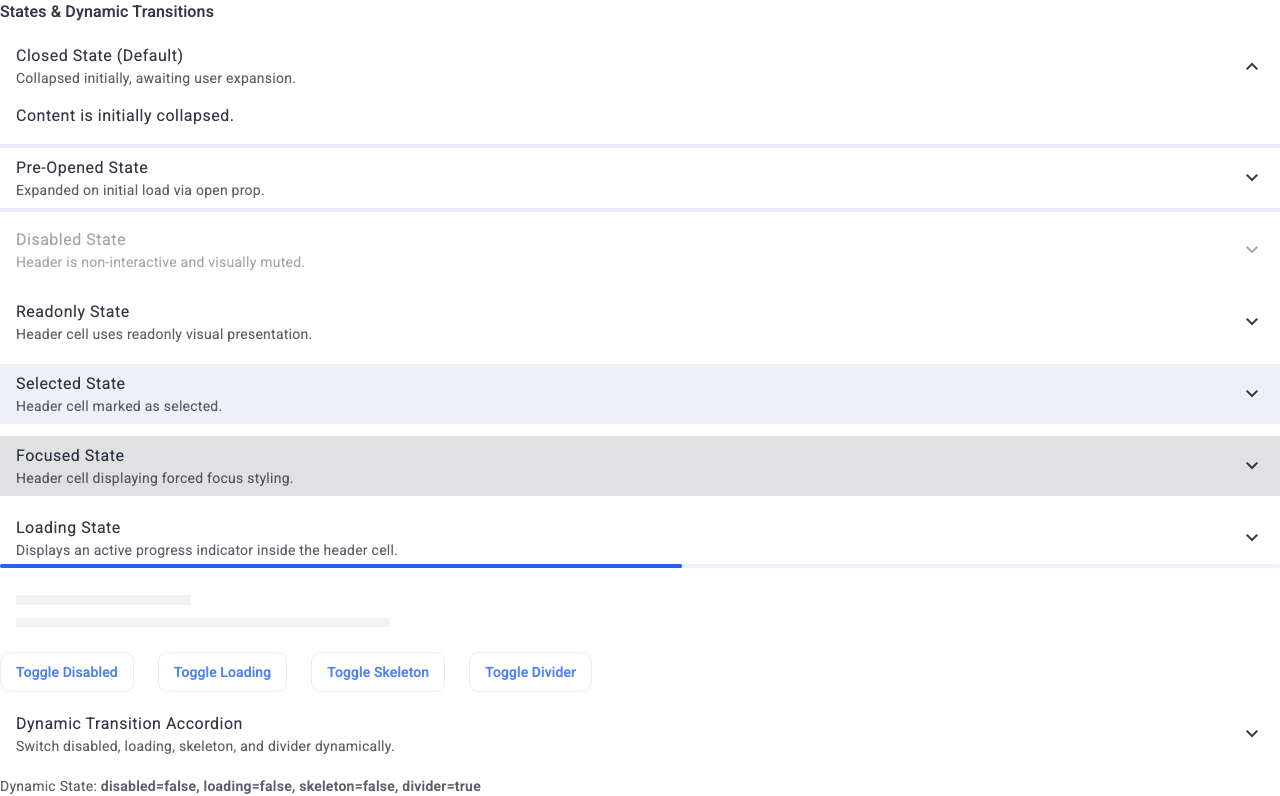 States & Dynamic Transitions
Closed State (Default)
Collapsed initially, awaiting user expansion.
Content is initially collapsed.
Pre-Opened State
Expanded on initial load via open prop.
Disabled State
Header is non-interactive and visually muted.
Readonly State
Header cell uses readonly visual presentation.
Selected State
Header cell marked as selected.
Focused State
Header cell displaying forced focus styling.
Loading State
Displays an active progress indicator inside the header cell.
Toggle Disabled Toggle Loading Toggle Skeleton Toggle Divider
Dynamic Transition Accordion
Switch disabled, loading, skeleton, and divider dynamically.
Dynamic State: disabled=false, loading=false, skeleton=false, divider=true